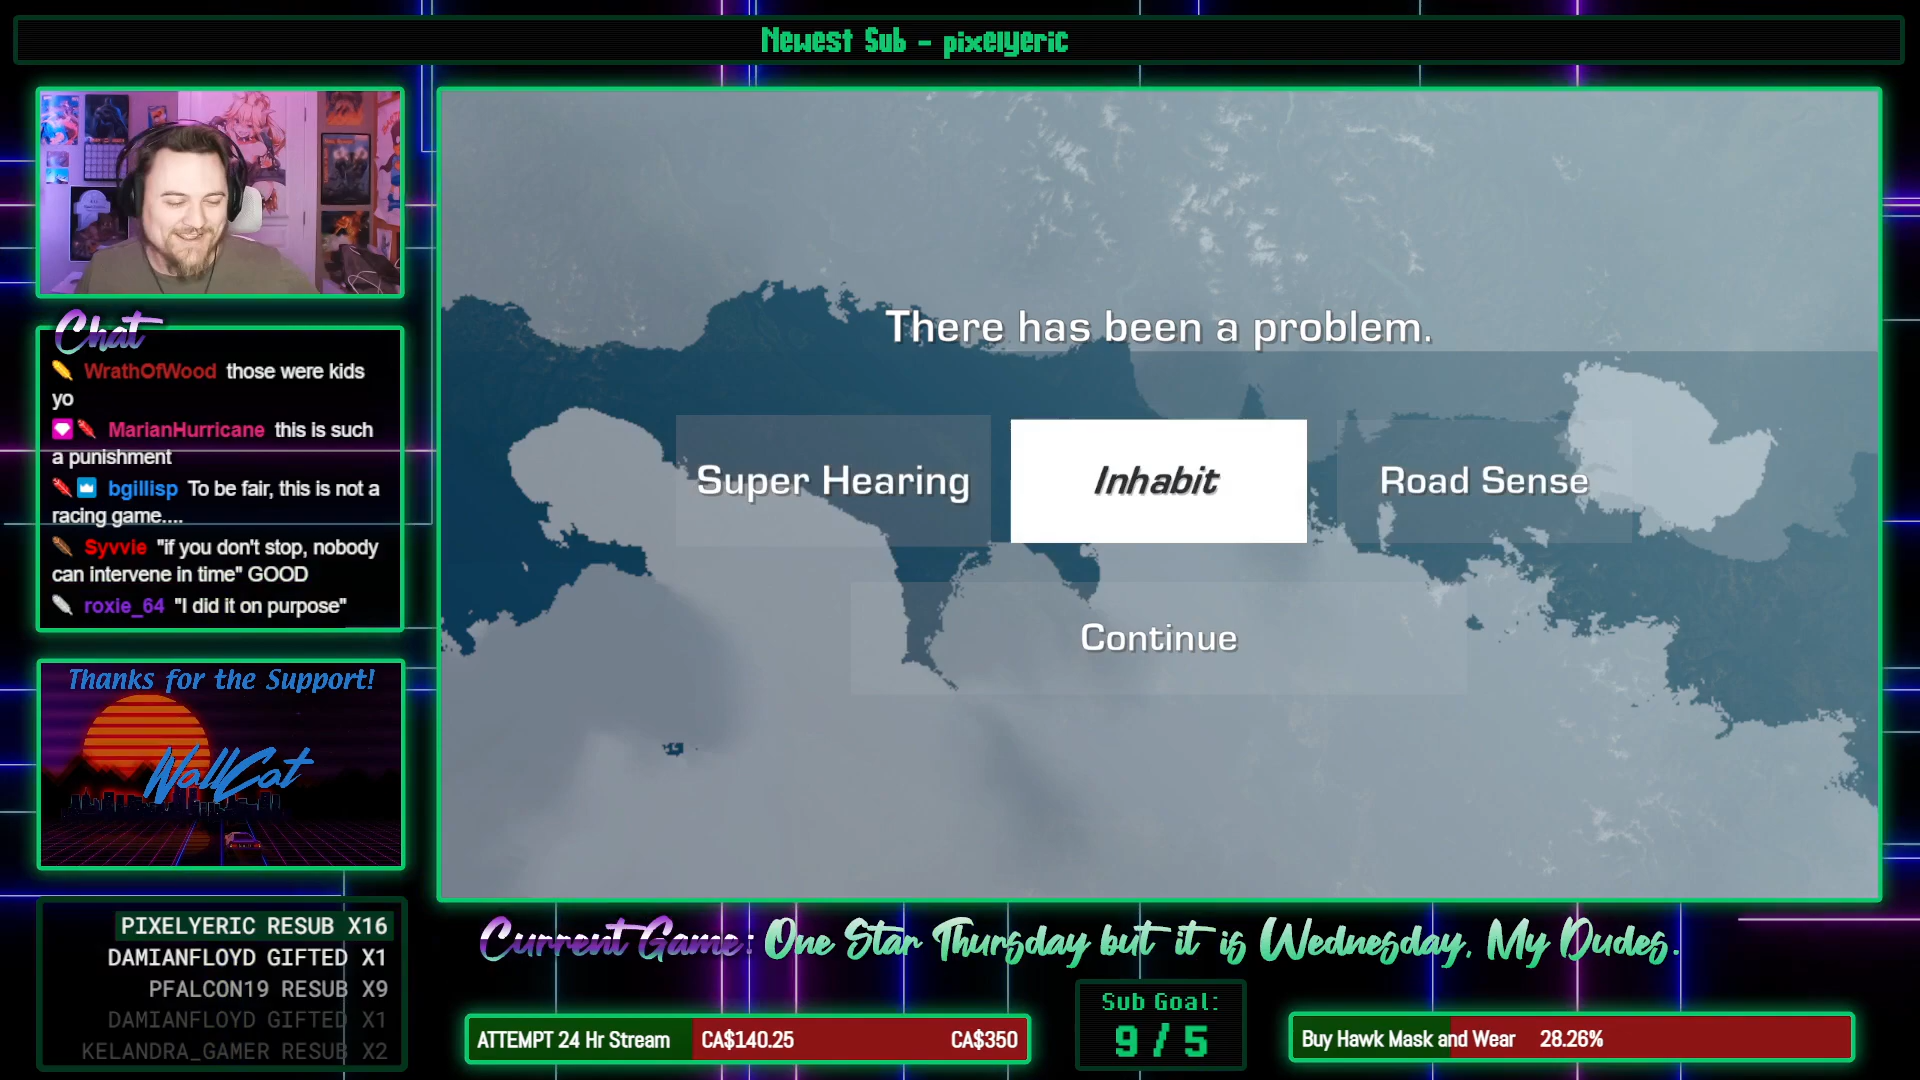 Newest Sub - pixelyeric
Chat
WrathOfWood those were kids
yo
MarianHurricane this is such
a punishment
bgillisp To be fair, this is not a
racing game....
Syvvie "if you don't stop, nobody
can intervene in time" GOOD
roxie_64 "I did it on purpose"
Thanks for the Support!
WallCat
PIXELYERIC RESUB X16
DAMIANFLOYD GIFTED X1
PFALCON19 RESUB X9
DAMIANFLOYD GIFTED X1
KELANDRA_GAMER RESUB X2
There has been a problem.
Super Hearing
Inhabit
Road Sense
Continue
Current Game: One Star Thursday but it is Wednesday, My Dudes.
ATTEMPT 24 Hr Stream CA$140.25 CA$350
Sub Goal:
9 / 5
Buy Hawk Mask and Wear 28.26%